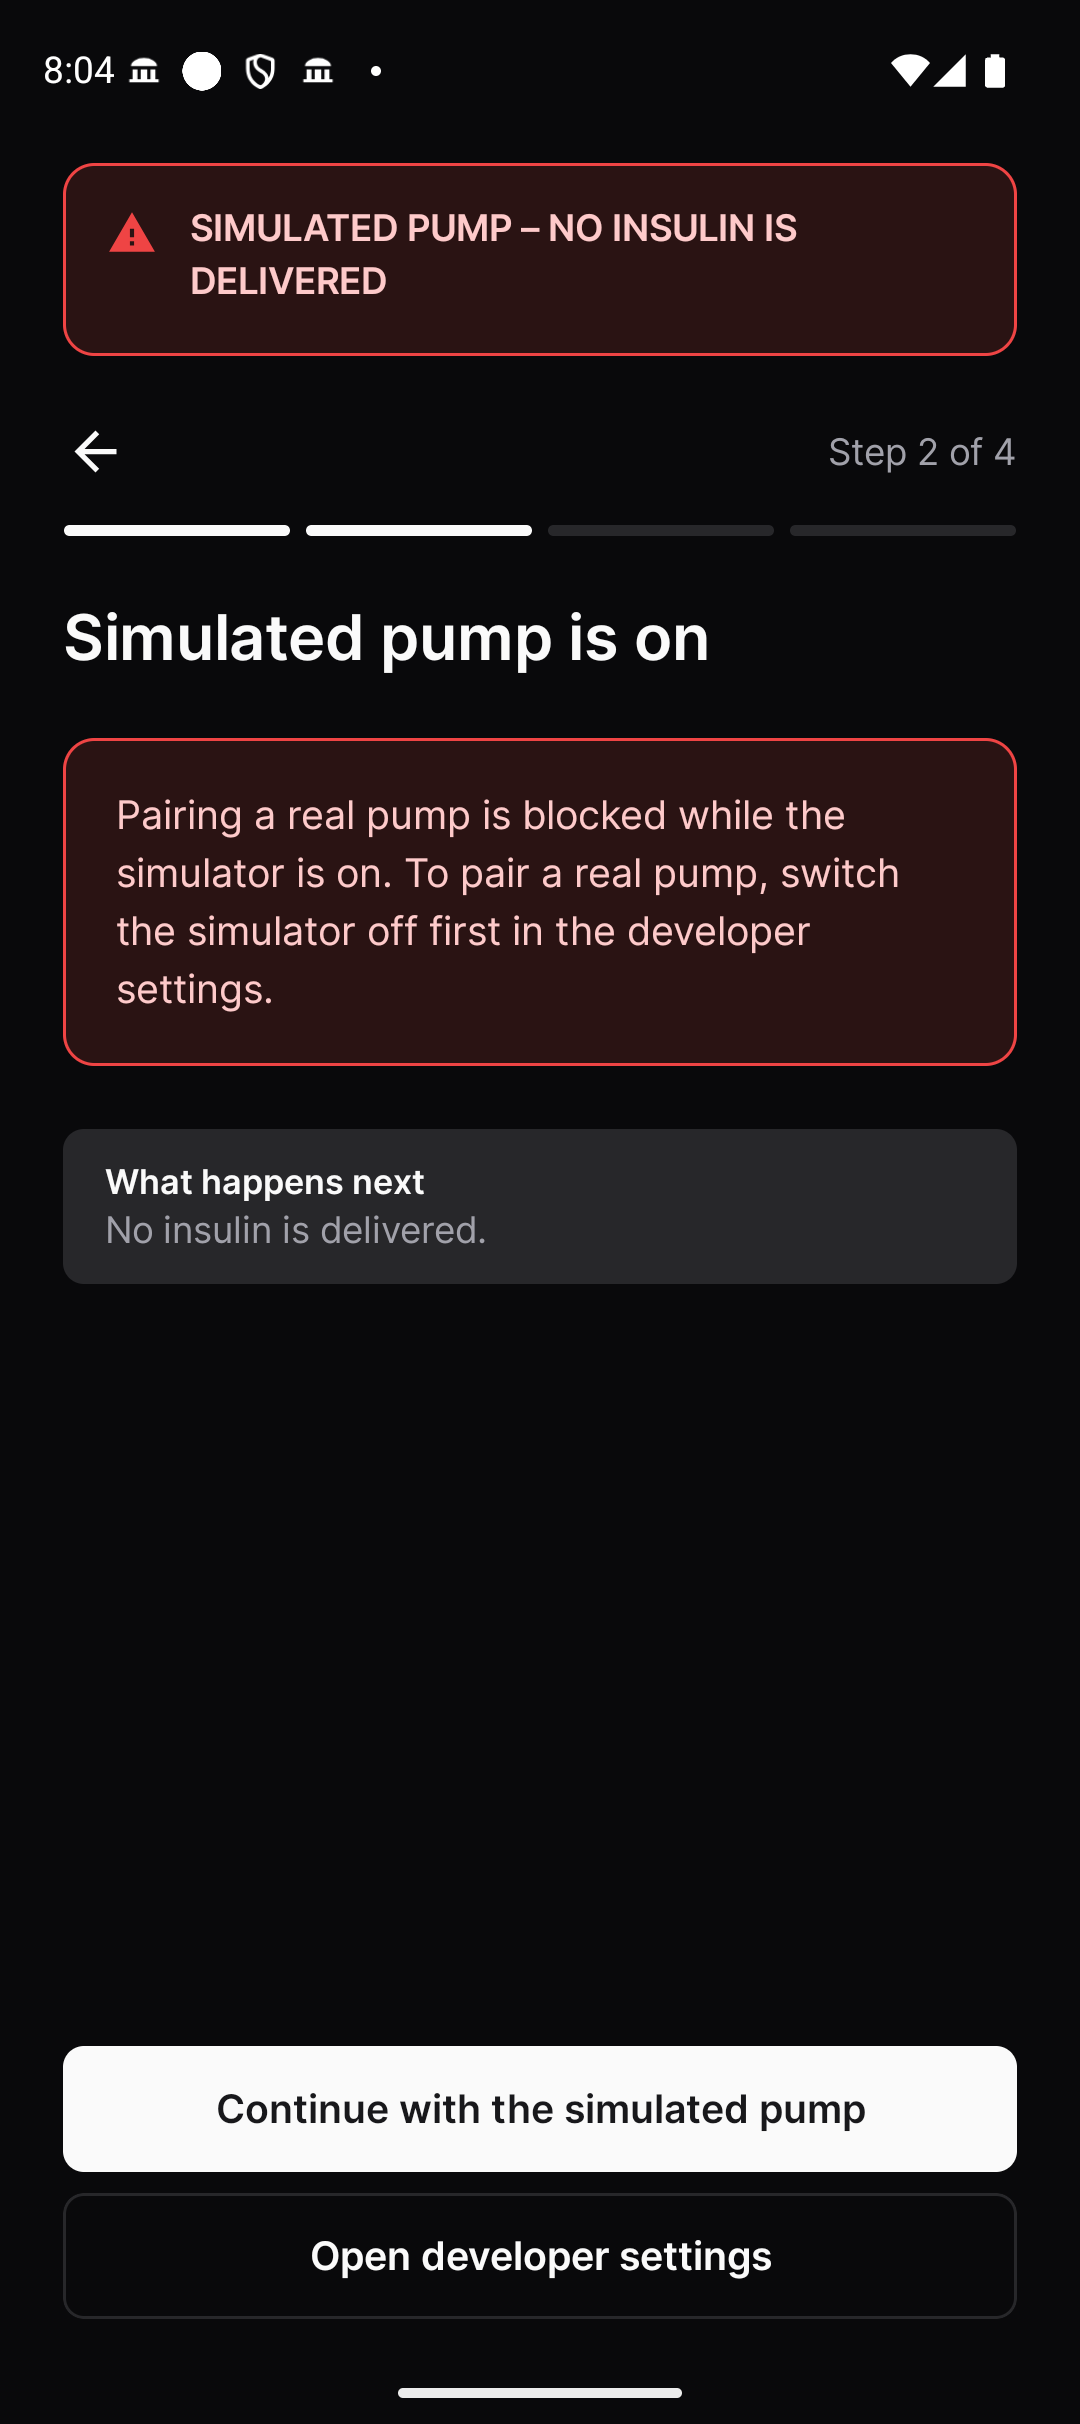 8:04
SIMULATED PUMP – NO INSULIN IS
DELIVERED
Step 2 of 4
Simulated pump is on
Pairing a real pump is blocked while the
simulator is on. To pair a real pump, switch
the simulator off first in the developer
settings.
What happens next
No insulin is delivered.
Continue with the simulated pump
Open developer settings